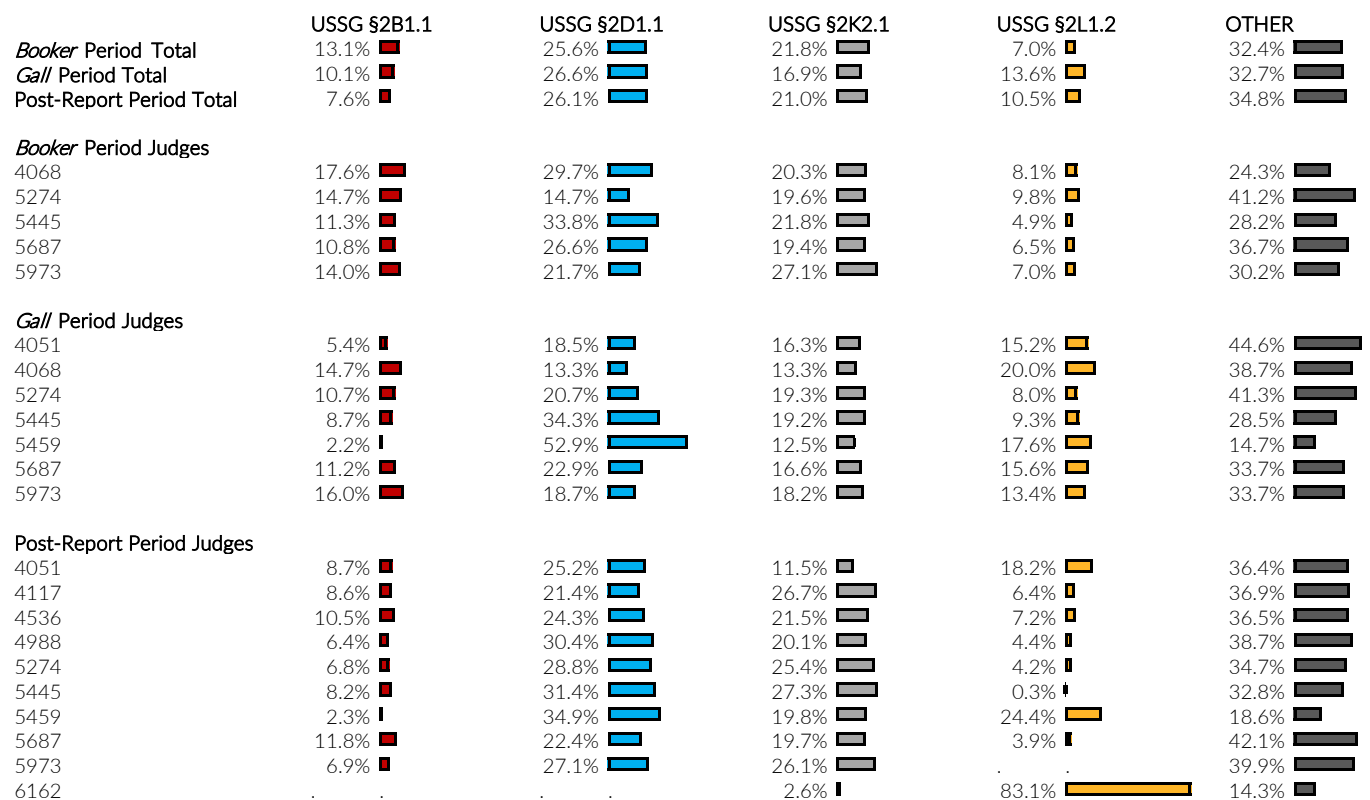 USSG §2B1.1 USSG §2D1.1 USSG §2K2.1 USSG §2L1.2 OTHER
Booker Period Total 13.1% 25.6% 21.8% 7.0% 32.4%
Gall Period Total 10.1% 26.6% 16.9% 13.6% 32.7%
Post-Report Period Total 7.6% 26.1% 21.0% 10.5% 34.8%
Booker Period Judges
4068 17.6% 29.7% 20.3% 8.1% 24.3%
5274 14.7% 14.7% 19.6% 9.8% 41.2%
5445 11.3% 33.8% 21.8% 4.9% 28.2%
5687 10.8% 26.6% 19.4% 6.5% 36.7%
5973 14.0% 21.7% 27.1% 7.0% 30.2%
Gall Period Judges
4051 5.4% 18.5% 16.3% 15.2% 44.6%
4068 14.7% 13.3% 13.3% 20.0% 38.7%
5274 10.7% 20.7% 19.3% 8.0% 41.3%
5445 8.7% 34.3% 19.2% 9.3% 28.5%
5459 2.2% 52.9% 12.5% 17.6% 14.7%
5687 11.2% 22.9% 16.6% 15.6% 33.7%
5973 16.0% 18.7% 18.2% 13.4% 33.7%
Post-Report Period Judges
4051 8.7% 25.2% 11.5% 18.2% 36.4%
4117 8.6% 21.4% 26.7% 6.4% 36.9%
4536 10.5% 24.3% 21.5% 7.2% 36.5%
4988 6.4% 30.4% 20.1% 4.4% 38.7%
5274 6.8% 28.8% 25.4% 4.2% 34.7%
5445 8.2% 31.4% 27.3% 0.3% 32.8%
5459 2.3% 34.9% 19.8% 24.4% 18.6%
5687 11.8% 22.4% 19.7% 3.9% 42.1%
5973 6.9% 27.1% 26.1% . . 39.9%
6162 . . . . 2.6% 83.1% 14.3%